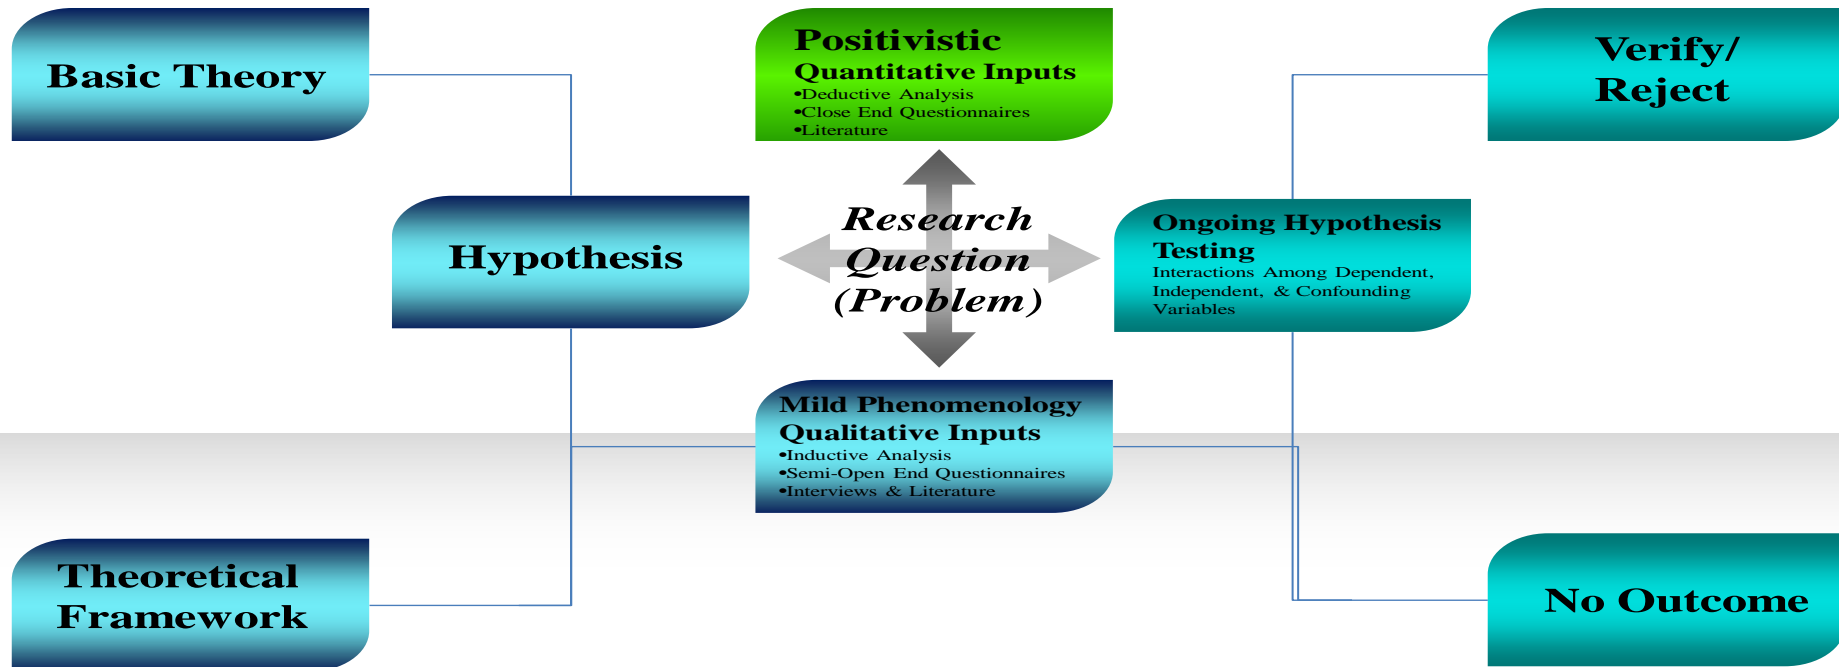 Basic Theory
Positivistic
Quantitative Inputs
•Deductive Analysis
•Close End Questionnaires
•Literature
Verify/
Reject
Hypothesis
Research
Question
(Problem)
Ongoing Hypothesis
Testing
Interactions Among Dependent,
Independent, & Confounding
Variables
Mild Phenomenology
Qualitative Inputs
•Inductive Analysis
•Semi-Open End Questionnaires
•Interviews & Literature
Theoretical
Framework
No Outcome